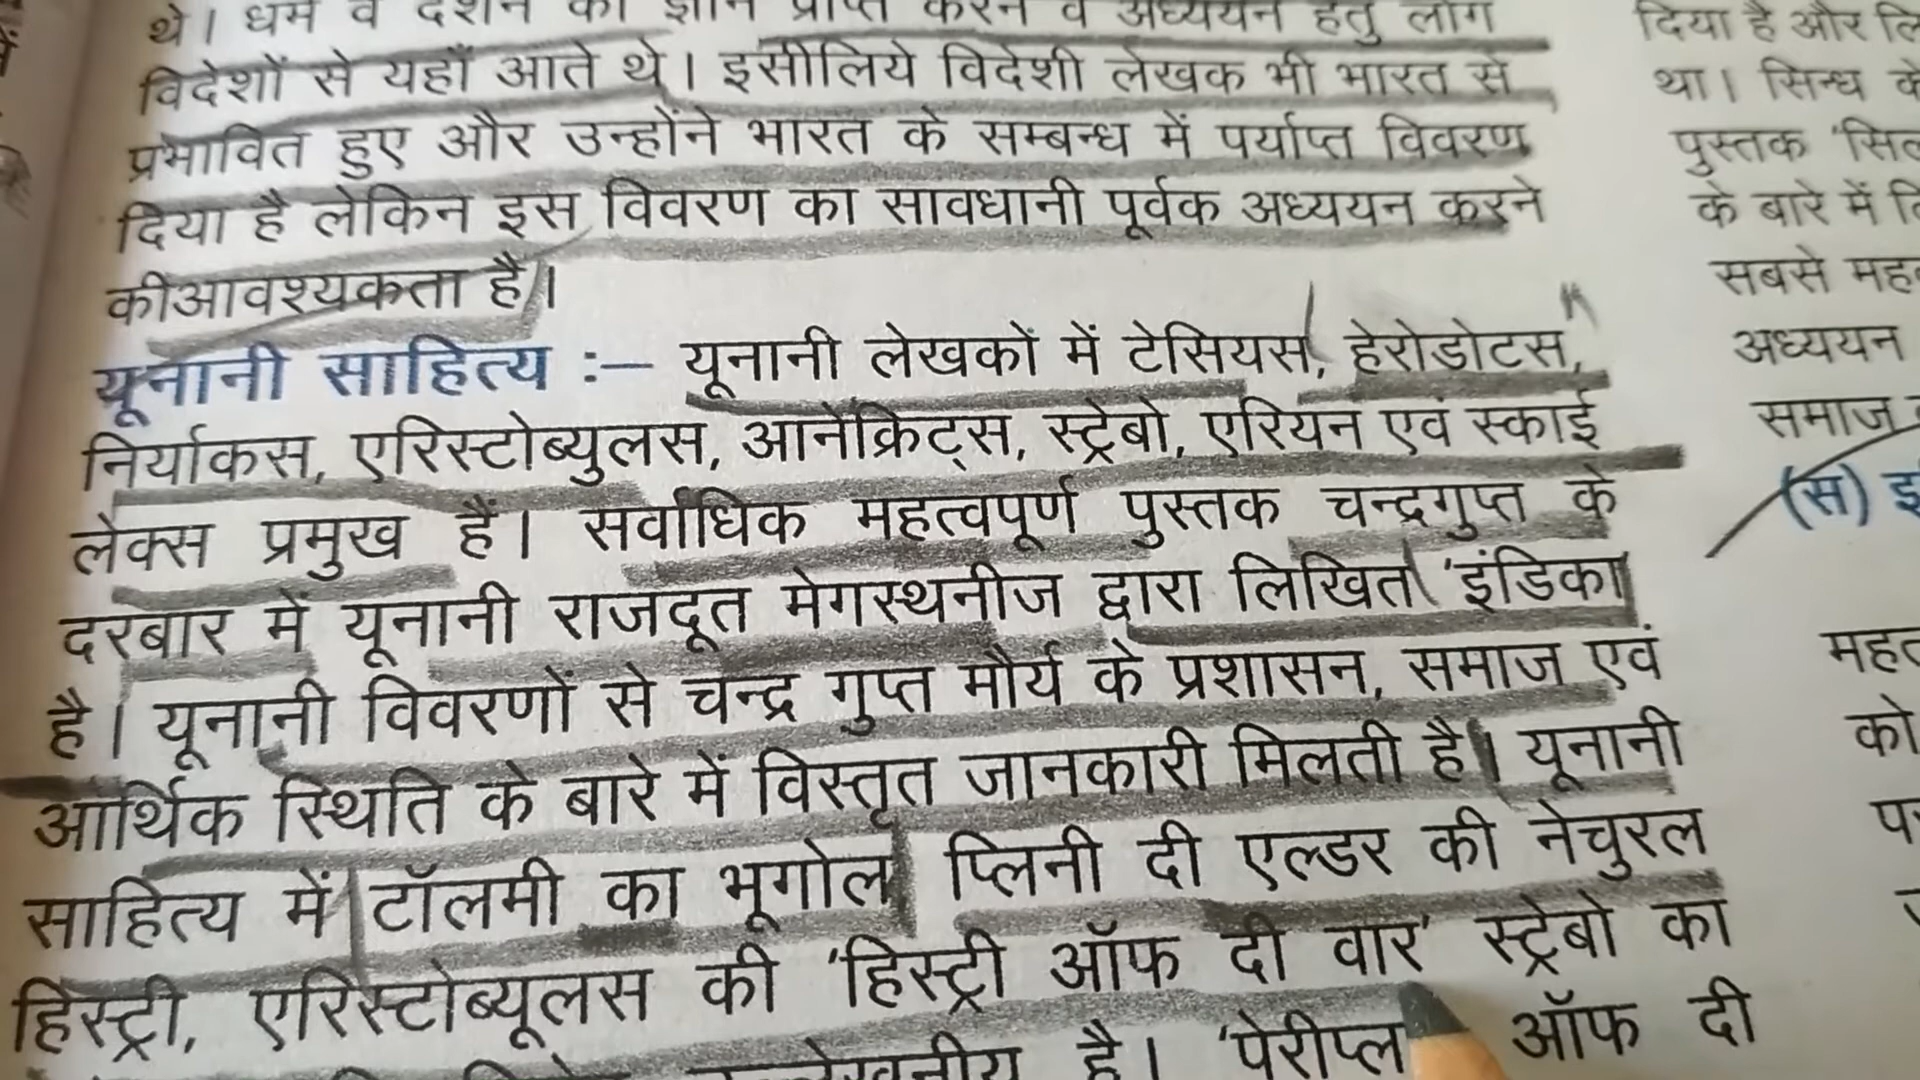 थे। धर्म व दर्शन का ज्ञान प्राप्त करने व अध्ययन हेतु लोग
विदेशों से यहाँ आते थे। इसीलिये विदेशी लेखक भी भारत से
प्रभावित हुए और उन्होंने भारत के सम्बन्ध में पर्याप्त विवरण
दिया है लेकिन इस विवरण का सावधानी पूर्वक अध्ययन करने
कीआवश्यकता है।
यूनानी साहित्य :— यूनानी लेखकों में टेसियस, हेरोडोटस,
निर्याकस, एरिस्टोब्युलस, आनेक्रिट्स, स्ट्रेबो, एरियन एवं स्काई
लेक्स प्रमुख हैं। सर्वाधिक महत्वपूर्ण पुस्तक चन्द्रगुप्त के
दरबार में यूनानी राजदूत मेगस्थनीज द्वारा लिखित 'इंडिका
है। यूनानी विवरणों से चन्द्र गुप्त मौर्य के प्रशासन, समाज एवं
आर्थिक स्थिति के बारे में विस्तृत जानकारी मिलती है। यूनानी
साहित्य में टॉलमी का भूगोल प्लिनी दी एल्डर की नेचुरल
हिस्ट्री, एरिस्टोब्यूलस की 'हिस्ट्री ऑफ दी वार' स्ट्रेबो का
है। 'पेरीप्ल ऑफ दी
दिया है और
था। सिन्ध
पुस्तक
के बारे में
सबसे
अध्ययन
समाज
(स)
को